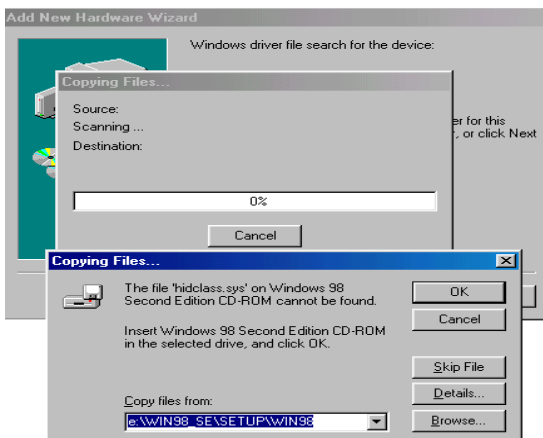 Add New Hardware Wizard
Windows driver file search for the device:
Copying Files...
Source:
Scanning ...
Destination:
er for this
, or click Next
0%
Cancel
Copying Files...
The file 'hidclass.sys' on Windows 98
Second Edition CD-ROM cannot be found.
Insert Windows 98 Second Edition CD-ROM
in the selected drive, and click OK.
OK
Cancel
Skip File
Details...
Browse...
Copy files from:
e:\WIN98_SE\SETUP\WIN98